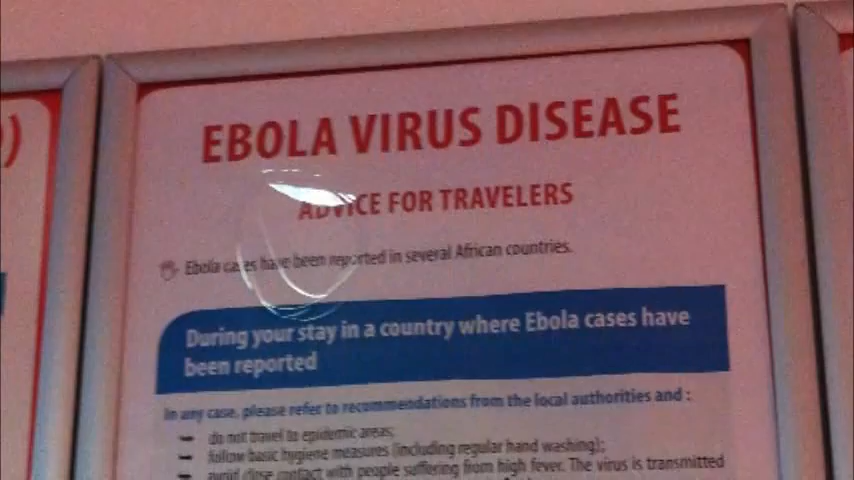 )
EBOLA VIRUS DISEASE
ADVICE FOR TRAVELERS
Ebola cases have been reported in several African countries.
During your stay in a country where Ebola cases have
been reported
In any case, please refer to recommendations from the local authorities and :
do not travel to epidemic areas;
follow basic hygiene measures (including regular hand washing);
avoid close contact with people suffering from high fever. The virus is transmitted